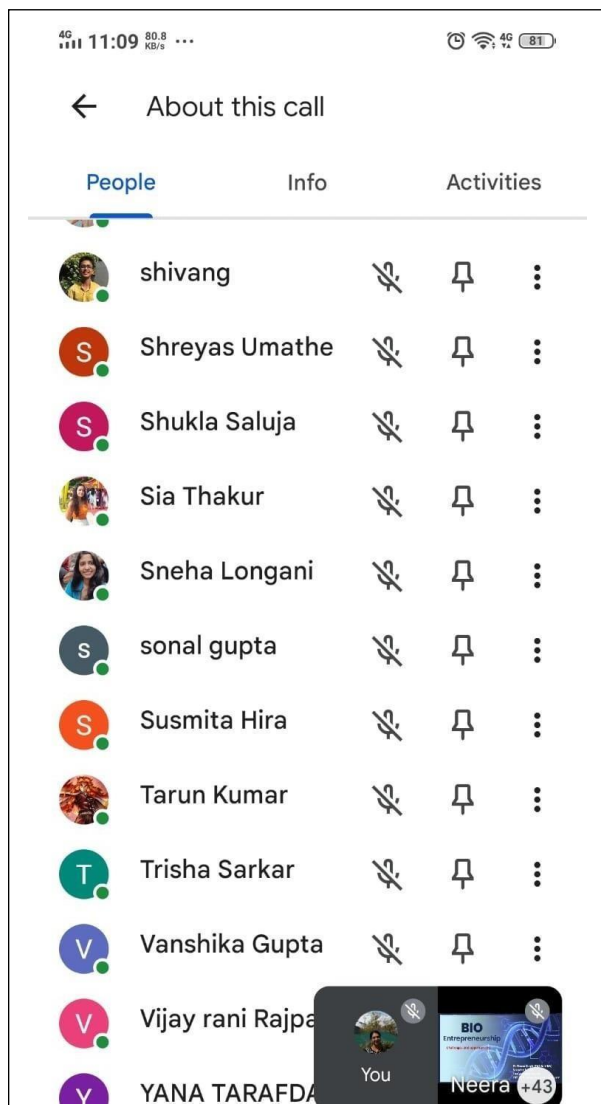 4G 11:09 80.8 KB/s ... 4G 81
About this call
People Info Activities
shivang
S Shreyas Umathe
S Shukla Saluja
Sia Thakur
Sneha Longani
s sonal gupta
S Susmita Hira
Tarun Kumar
T Trisha Sarkar
V Vanshika Gupta
V Vijay rani Rajpa
BIO
Entrepreneurship
You Neera +43
Y YANA TARAFDA